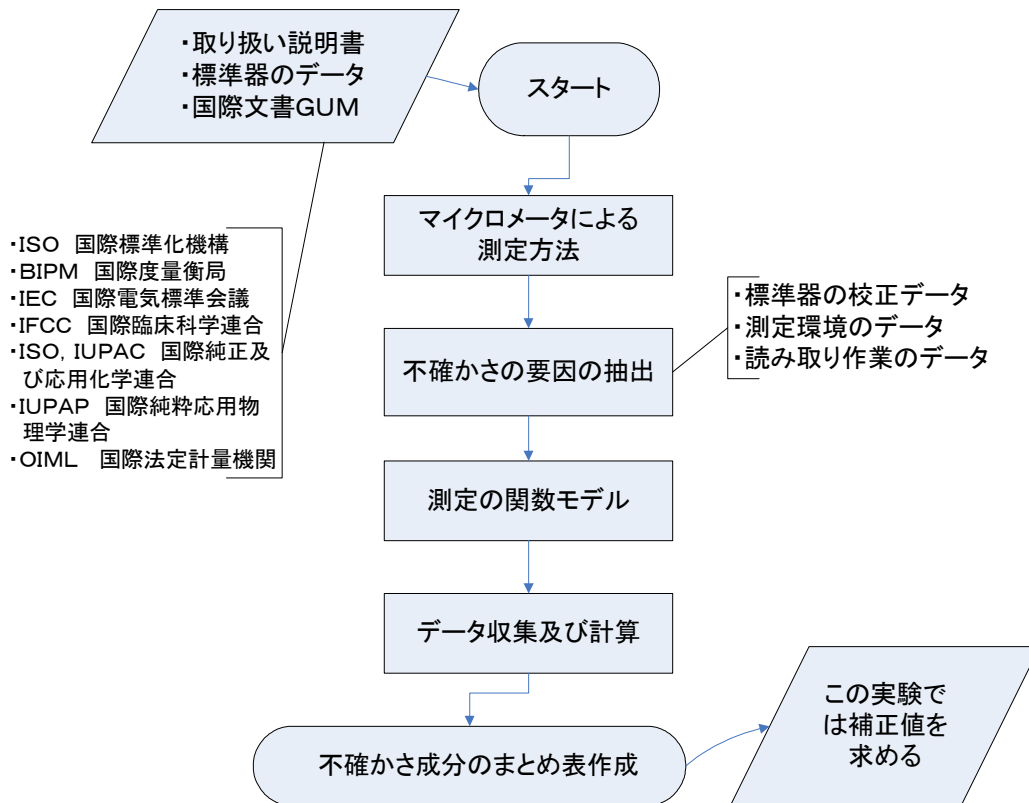 ・取り扱い説明書
・標準器のデータ
・国際文書GUM
スタート
マイクロメータによる
測定方法
・ISO 国際標準化機構
・BIPM 国際度量衡局
・IEC 国際電気標準会議
・IFCC 国際臨床科学連合
・ISO, IUPAC 国際純正及
び応用化学連合
・IUPAP 国際純粋応用物
理学連合
・OIML 国際法定計量機関
不確かさの要因の抽出
・標準器の校正データ
・測定環境のデータ
・読み取り作業のデータ
測定の関数モデル
データ収集及び計算
不確かさ成分のまとめ表作成
この実験で
は補正値を
求める